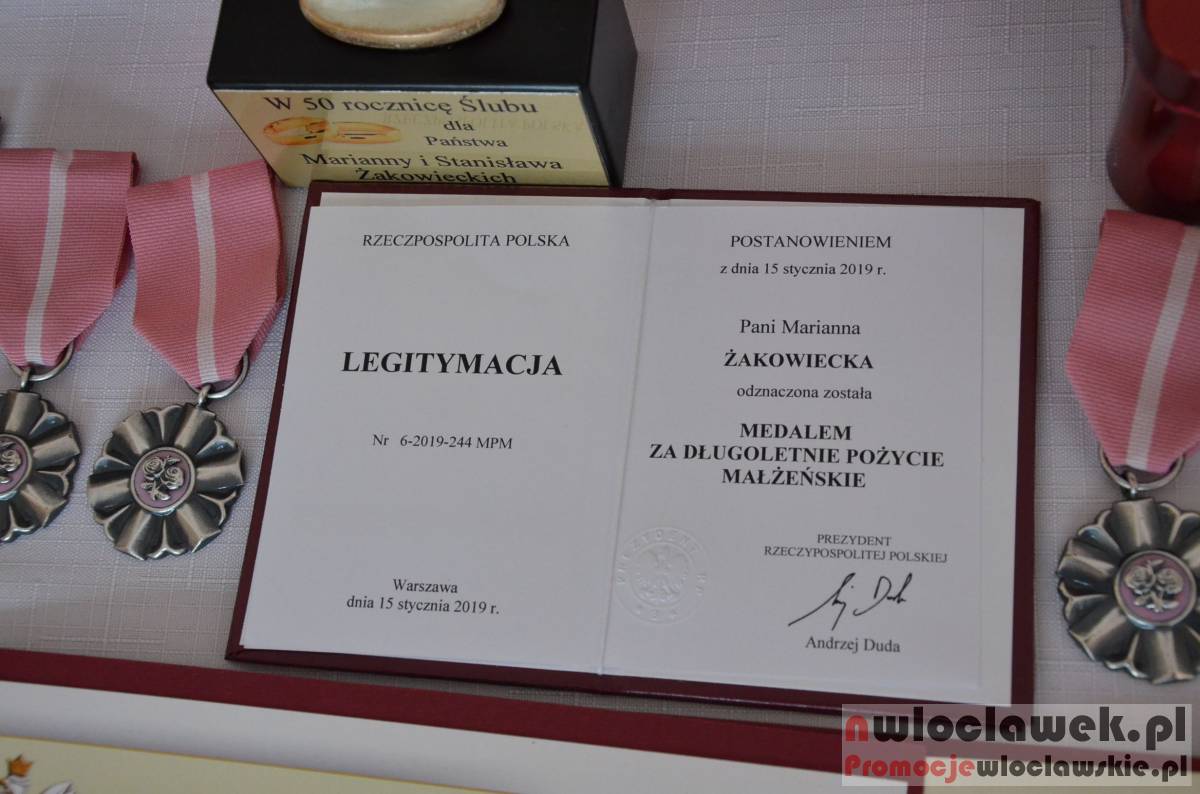 W 50 rocznicę Ślubu
dla
Państwa
Marianny i Stanisława
Żakowieckich
RZECZPOSPOLITA POLSKA
LEGITYMACJA
Nr 6-2019-244 MPM
Warszawa
dnia 15 stycznia 2019 r.
POSTANOWIENIEM
z dnia 15 stycznia 2019 r.
Pani Marianna
ŻAKOWIECKA
odznaczona została
MEDALEM
ZA DŁUGOLETNIE POŻYCIE
MAŁŻEŃSKIE
PREZYDENT
RZECZYPOSPOLITEJ POLSKIEJ
Andrzej Duda
nwloclawek.pl
Promocjewloclawskie.pl